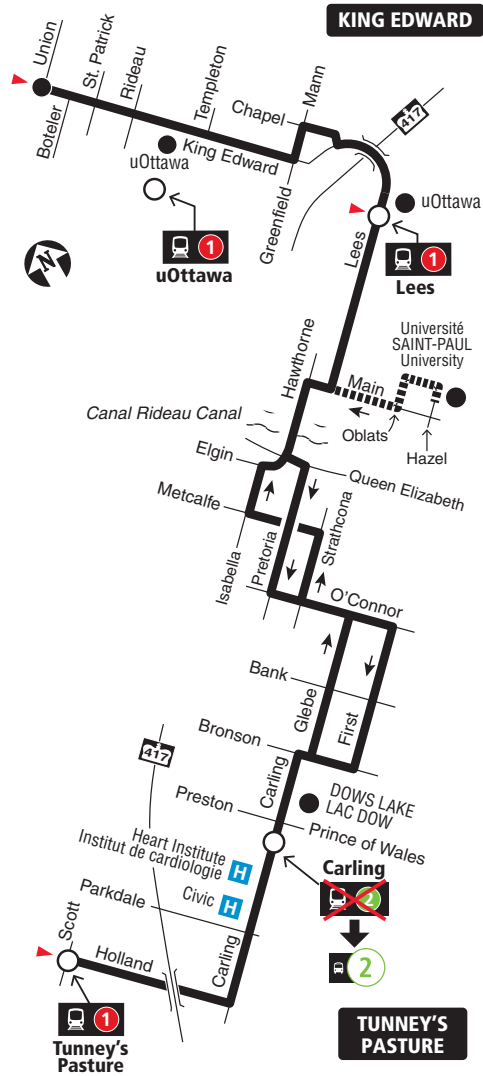 KING EDWARD
Union
St. Patrick
Rideau
Templeton
Mann
Chapel
417
Boteler
King Edward
uOttawa
Greenfield
uOttawa
1
uOttawa
Lees
1
Lees
N
Université
SAINT-PAUL
University
Hawthorne
Main
Oblats
Hazel
Canal Rideau Canal
Elgin
Queen Elizabeth
Metcalfe
Isabella
Pretoria
Strathcona
O'Connor
Bank
Glebe
First
Bronson
417
Carling
DOWS LAKE
LAC DOW
Preston
Prince of Wales
Heart Institute
Institut de cardiologie
H
Civic
H
Carling
2
2
Parkdale
Scott
Holland
Carling
1
Tunney's
Pasture
TUNNEY'S
PASTURE